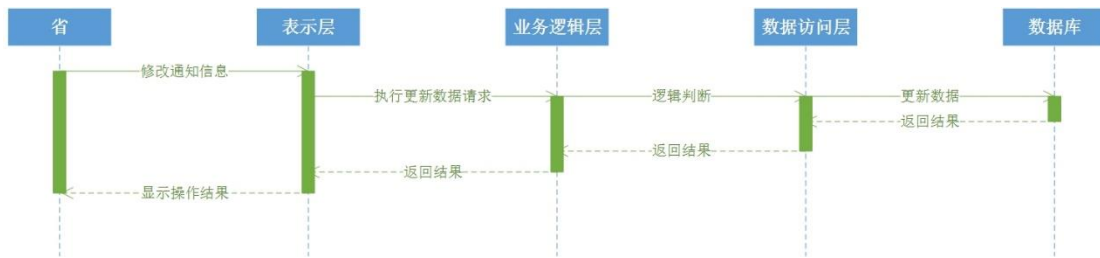 省
表示层
业务逻辑层
数据访问层
数据库
修改通知信息
执行更新数据请求
逻辑判断
更新数据
返回结果
返回结果
返回结果
显示操作结果